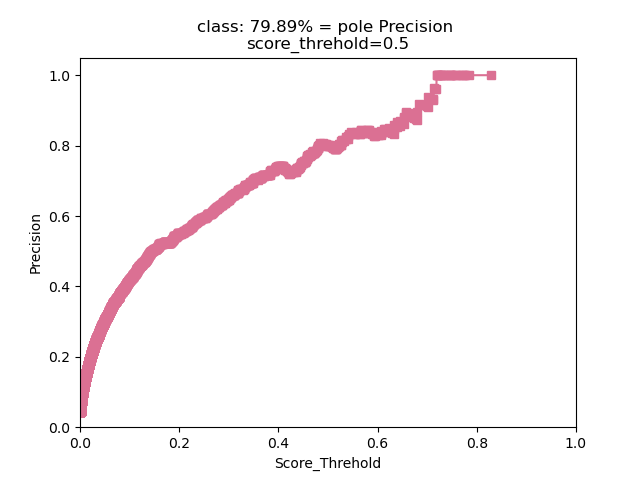 class: 79.89% = pole Precision
score_threhold=0.5
1.0
0.8
0.6
0.4
0.2
0.0
Precision
0.0 0.2 0.4 0.6 0.8 1.0
Score_Threhold